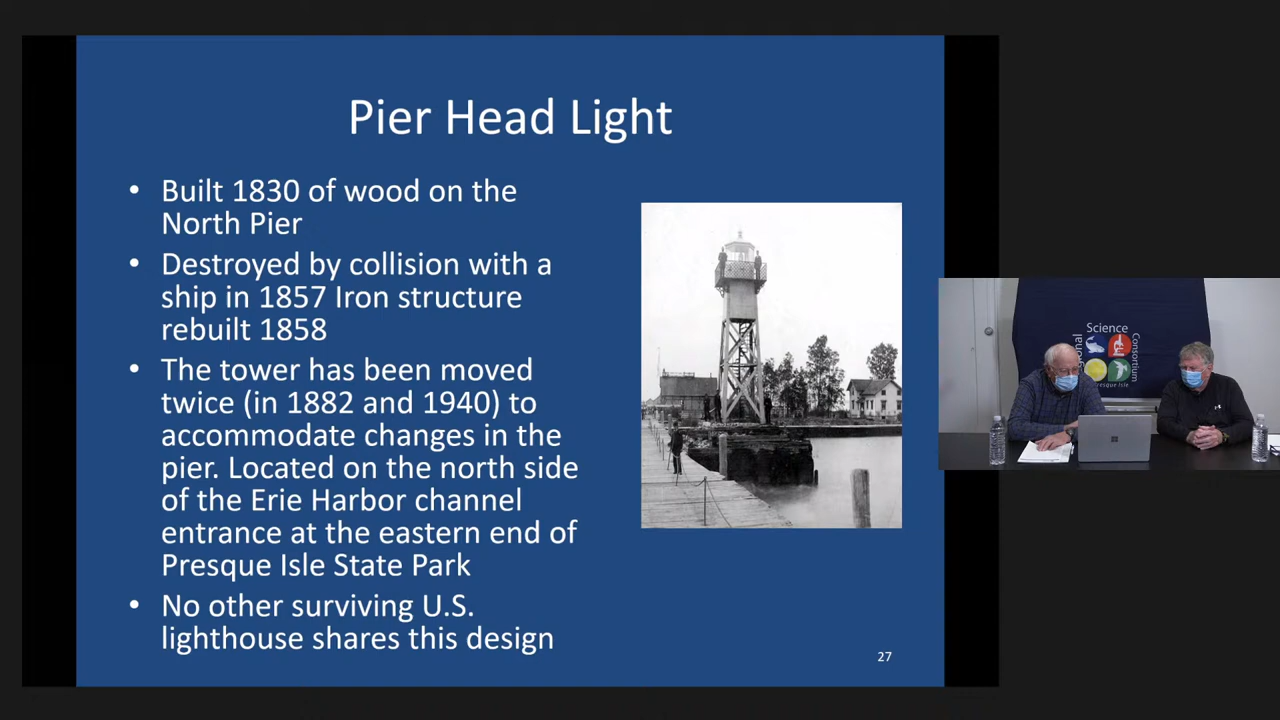 Pier Head Light
• Built 1830 of wood on the
North Pier
• Destroyed by collision with a
ship in 1857 Iron structure
rebuilt 1858
• The tower has been moved
twice (in 1882 and 1940) to
accommodate changes in the
pier. Located on the north side
of the Erie Harbor channel
entrance at the eastern end of
Presque Isle State Park
• No other surviving U.S.
lighthouse shares this design
27
Science
Consortium
Presque Isle